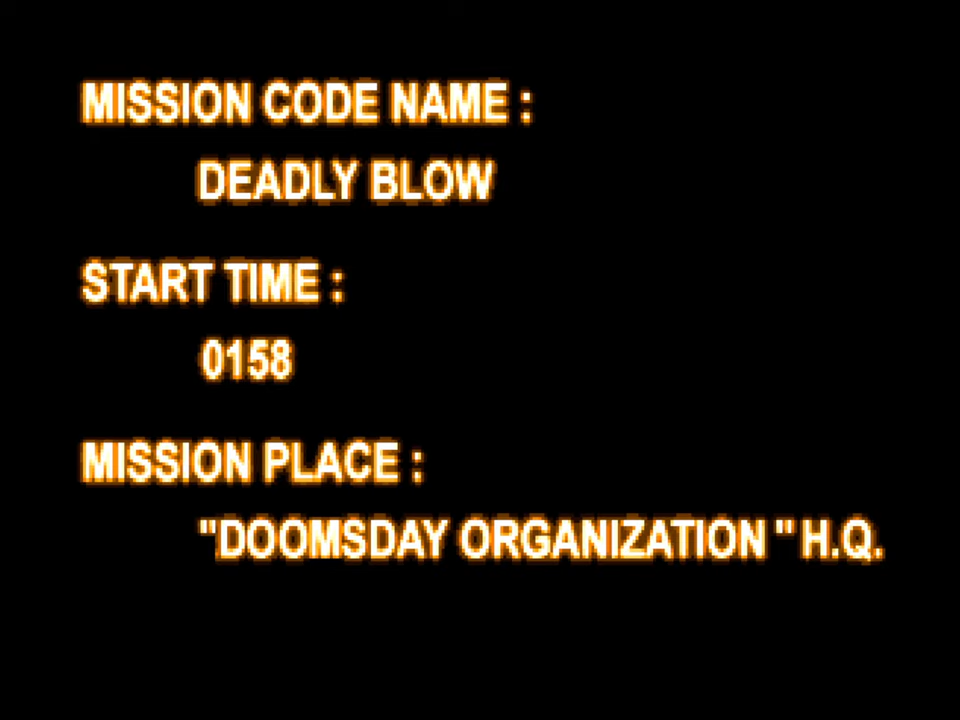 MISSION CODE NAME :
DEADLY BLOW
START TIME :
0158
MISSION PLACE :
"DOOMSDAY ORGANIZATION " H.Q.